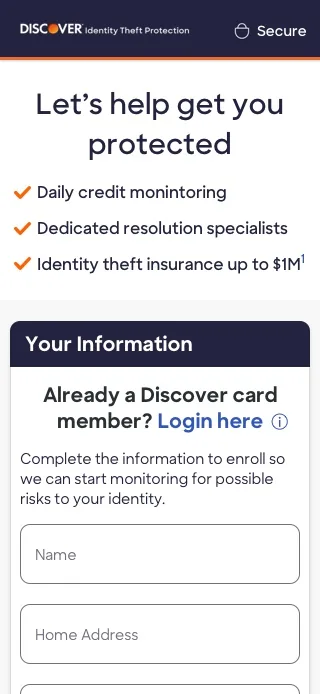 DISCOVER Identity Theft Protection
Secure
Let's help get you
protected
Daily credit monintoring
Dedicated resolution specialists
Identity theft insurance up to $1M1
Your Information
Already a Discover card
member? Login here
Complete the information to enroll so
we can start monitoring for possible
risks to your identity.
Name
Home Address